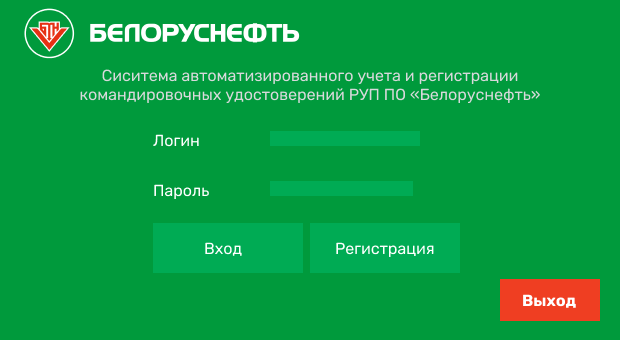 БЕЛОРУСНЕФТЬ
Сиситема автоматизированного учета и регистрации
командировочных удостоверений РУП ПО «Белоруснефть»
Логин
Пароль
Вход
Регистрация
Выход